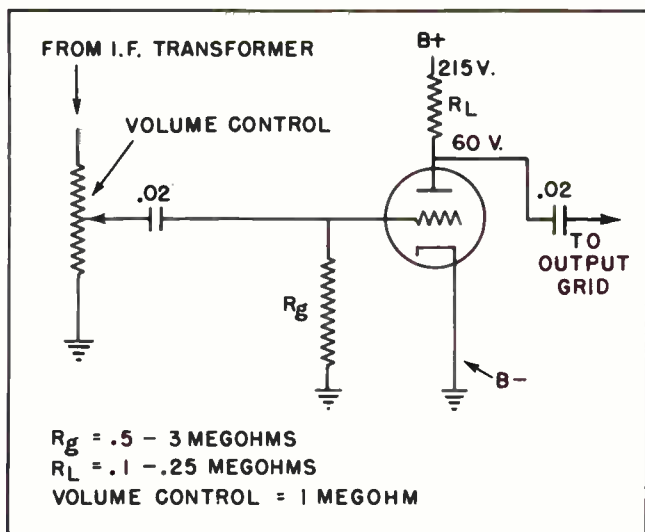 FROM I.F. TRANSFORMER
B+
215 V.
RL
VOLUME CONTROL
60 V.
.02
.02
TO
OUTPUT
GRID
Rg
B-
Rg = .5 - 3 MEGOHMS
RL = .1 - .25 MEGOHMS
VOLUME CONTROL = 1 MEGOHM